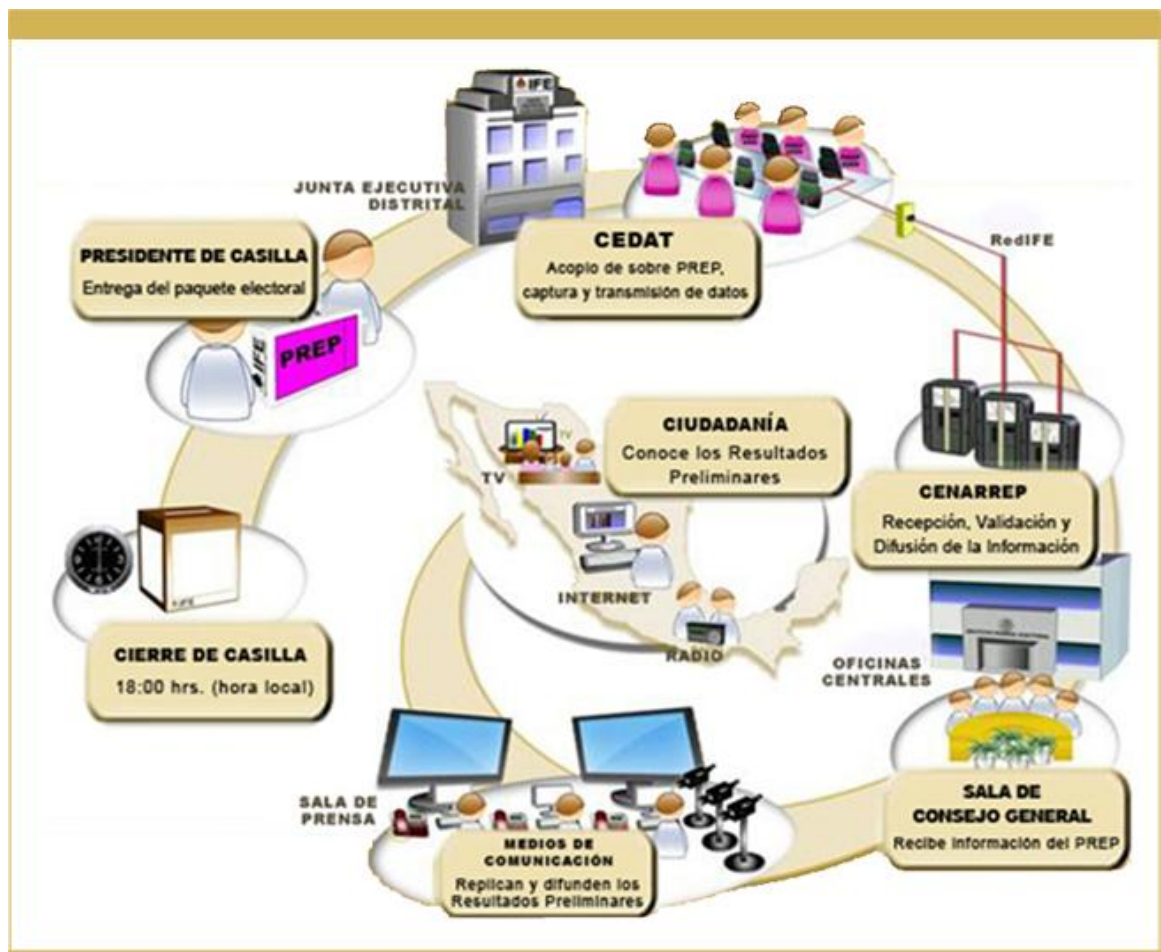 CIERRE DE CASILLA
18:00 hrs. (hora local)
IFE
PRESIDENTE DE CASILLA
Entrega del paquete electoral
IFE
PREP
JUNTA EJECUTIVA
DISTRITAL
IFE
CEDAT
Acopio de sobre PREP,
captura y transmisión de datos
RedIFE
CENARREP
Recepción, Validación y
Difusión de la Información
OFICINAS
CENTRALES
SALA DE
CONSEJO GENERAL
Recibe información del PREP
SALA DE
PRENSA
MEDIOS DE
COMUNICACIÓN
Replican y difunden los
Resultados Preliminares
CIUDADANÍA
Conoce los Resultados
Preliminares
TV
TV
INTERNET
RADIO